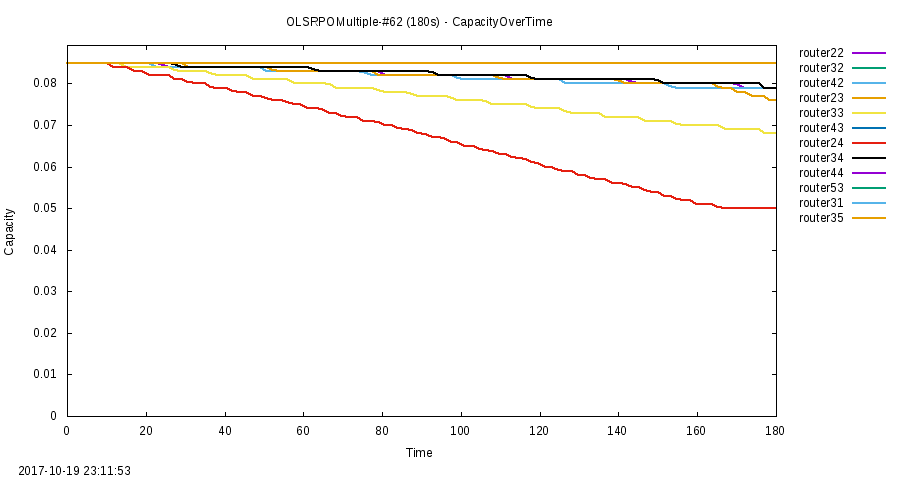 OLSRPOMultiple-#62 (180s) - CapacityOverTime
router22
router32
router42
router23
router33
router43
router24
router34
router44
router53
router31
router35
0.08
0.07
0.06
0.05
0.04
0.03
0.02
0.01
0
Capacity
0 20 40 60 80 100 120 140 160 180
Time
2017-10-19 23:11:53